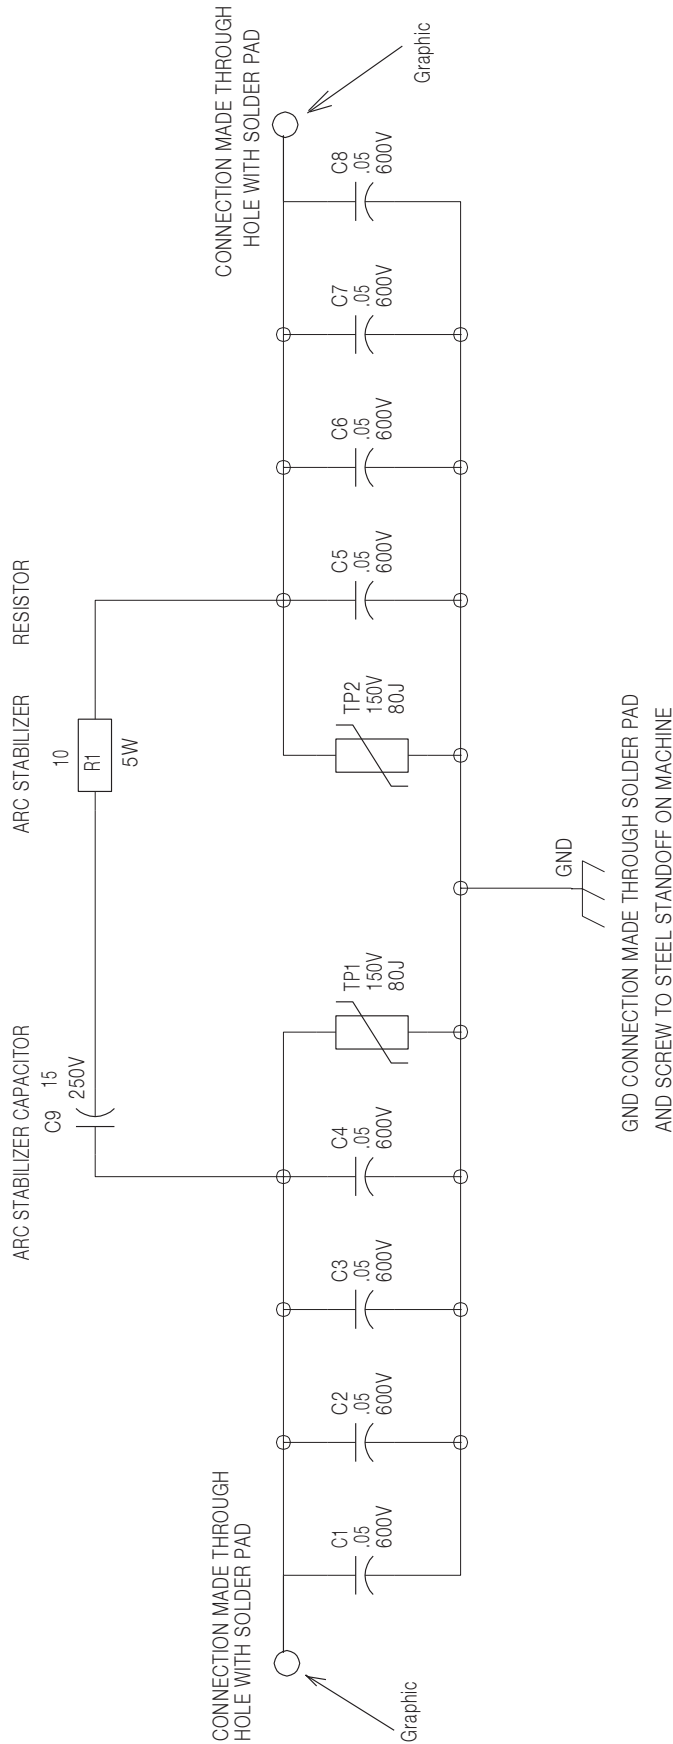 ARC STABILIZER CAPACITOR
C9 15
250V
ARC STABILIZER RESISTOR
10
R1
5W
CONNECTION MADE THROUGH
HOLE WITH SOLDER PAD
Graphic
CONNECTION MADE THROUGH
HOLE WITH SOLDER PAD
Graphic
C1
.05
600V
C2
.05
600V
C3
.05
600V
C4
.05
600V
TP1
150V
80J
TP2
150V
80J
C5
.05
600V
C6
.05
600V
C7
.05
600V
C8
.05
600V
GND
GND CONNECTION MADE THROUGH SOLDER PAD
AND SCREW TO STEEL STANDOFF ON MACHINE